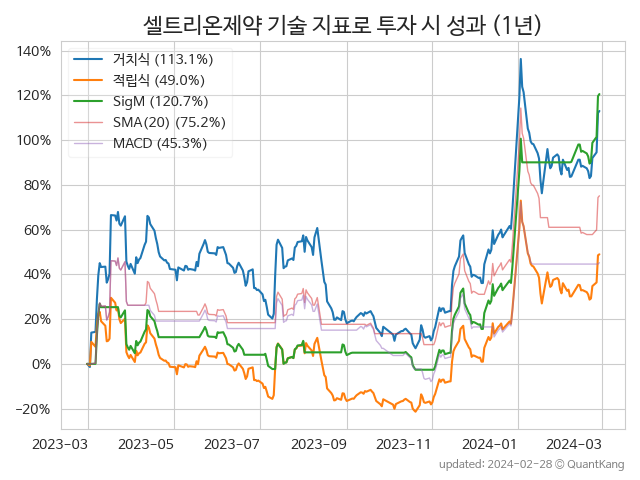 셀트리온제약 기술 지표로 투자 시 성과 (1년)
140%
120%
100%
80%
60%
40%
20%
0%
−20%
거치식 (113.1%)
적립식 (49.0%)
SigM (120.7%)
SMA(20) (75.2%)
MACD (45.3%)
2023−03
2023−05
2023−07
2023−09
2023−11
2024−01
2024−03
updated: 2024-02-28 © QuantKang